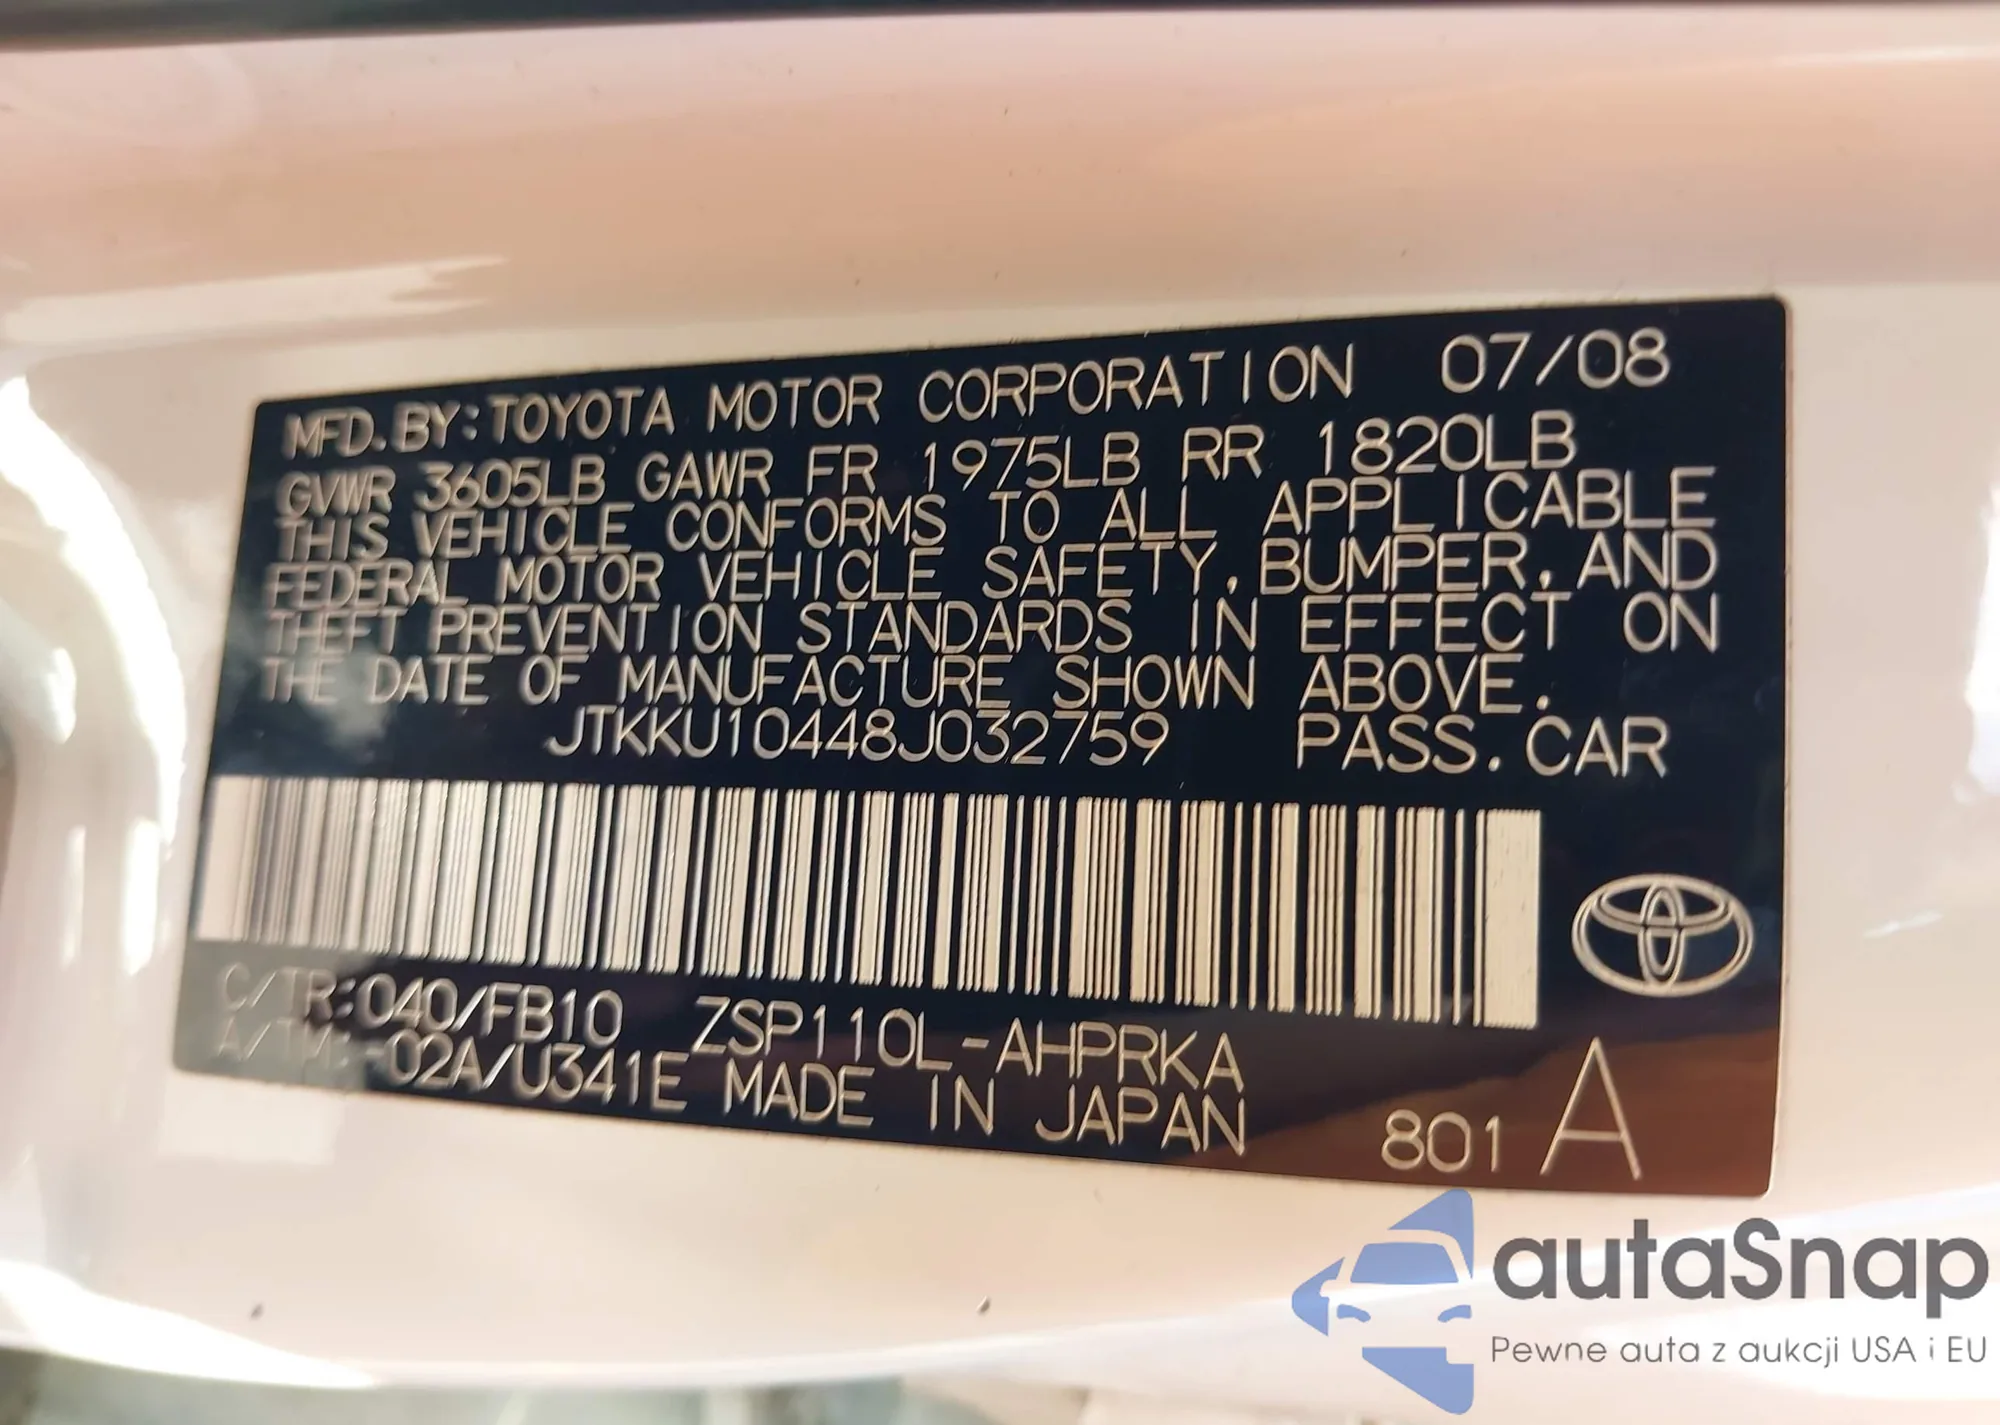 MFD.BY:TOYOTA MOTOR CORPORATION 07/08
GVWR 3605LB GAWR FR 1975LB RR 1820LB
THIS VEHICLE CONFORMS TO ALL APPLICABLE
FEDERAL MOTOR VEHICLE SAFETY, BUMPER, AND
THEFT PREVENTION STANDARDS IN EFFECT ON
THE DATE OF MANUFACTURE SHOWN ABOVE.
JTKKU10448J032759 PASS.CAR
C/TR:040/FB10 ZSP110L-AHPRKA
A/TM:-02A/U341E MADE IN JAPAN 801 A
autaSnap
Pewne auta z aukcji USA i EU